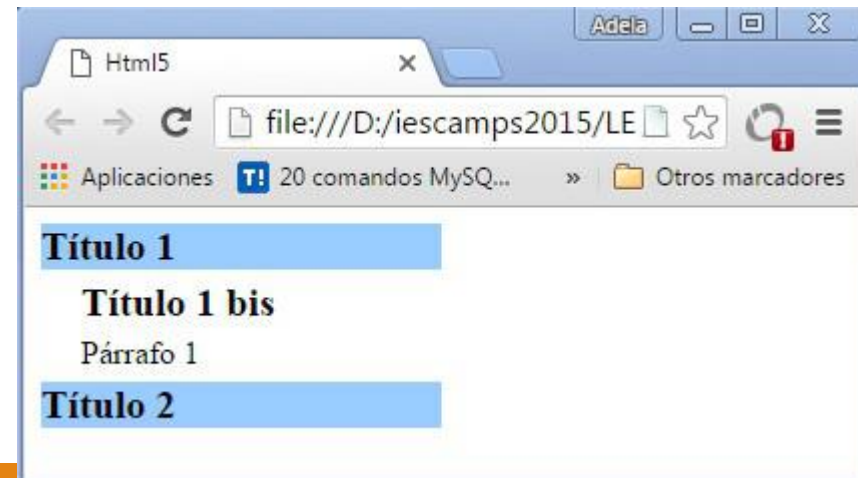 Adela
Html5
file:///D:/iescamps2015/LE
Aplicaciones T! 20 comandos MySQ... » Otros marcadores
Título 1
Título 1 bis
Párrafo 1
Título 2